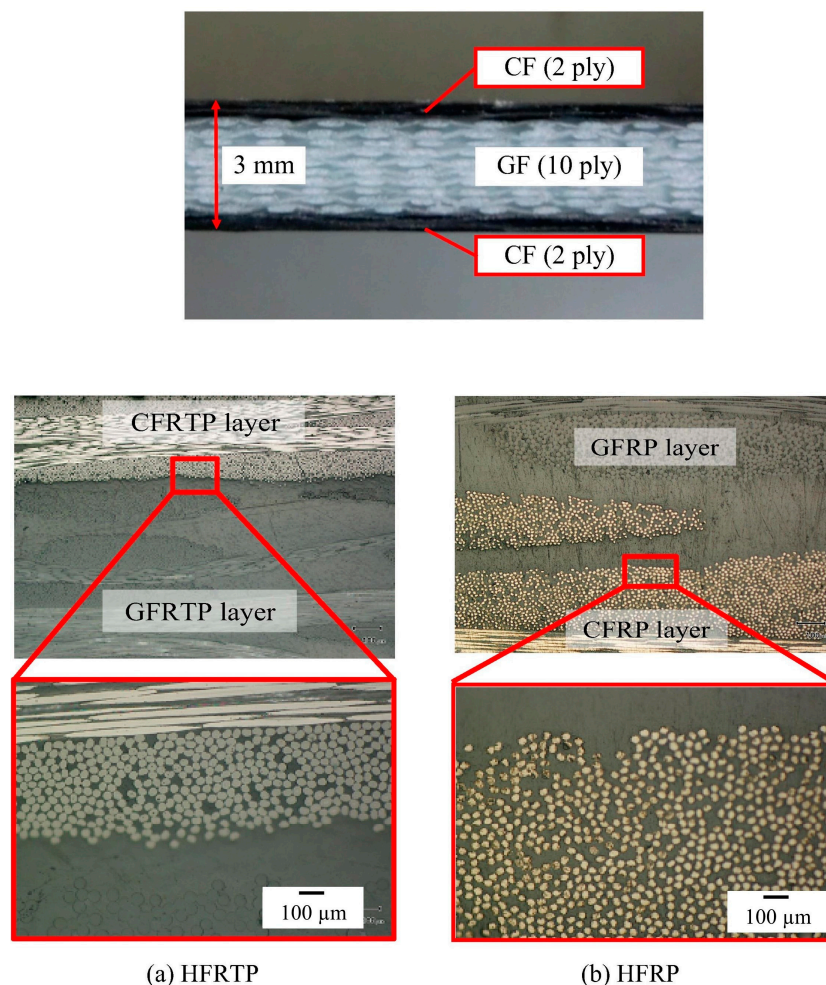 CF (2 ply)
3 mm
GF (10 ply)
CF (2 ply)
CFRTP layer
GFRTP layer
GFRP layer
CFRP layer
100 µm
100 µm
(a) HFRTP
(b) HFRP